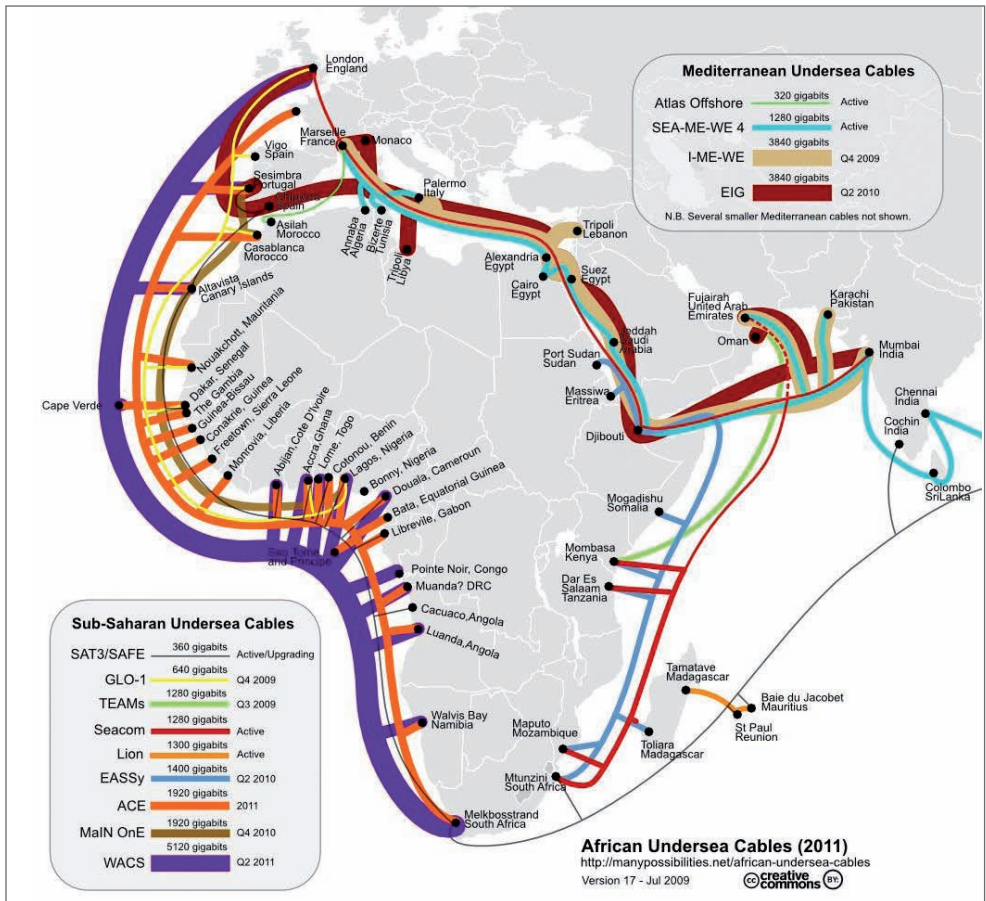 London
England
Marseille
France
Monaco
Vigo
Spain
Sesimbra
Portugal
Spain
Asilah
Morocco
Casablanca
Morocco
Annaba
Algeria
Bizerte
Tunisia
Palermo
Italy
Tripoli
Libya
Tripoli
Lebanon
Alexandria
Egypt
Cairo
Egypt
Suez
Egypt
Altavista
Canary Islands
Nouakchott, Mauritania
Dakar, Senegal
The Gambia
Guinea-Bissau
Conakrie, Guinea
Freetown, Sierra Leone
Monrovia, Liberia
Cape Verde
Abijan,Cote D'Ivoire
Accra,Ghana
Lome, Togo
Cotonou, Benin
Lagos, Nigeria
Bonny, Nigeria
Douala, Cameroun
Bata, Equatorial Guinea
Libreville, Gabon
Sao Tome
and Principe
Pointe Noir, Congo
Muanda? DRC
Cacuaco,Angola
Luanda,Angola
Walvis Bay
Namibia
Melkbosstrand
South Africa
Jeddah
Saudi
Arabia
Port Sudan
Sudan
Massiwa
Eritrea
Djibouti
Fujairah
United Arab
Emirates
Oman
Karachi
Pakistan
Mumbai
India
Chennai
India
Cochin
India
Colombo
SriLanka
Mogadishu
Somalia
Mombasa
Kenya
Dar Es
Salaam
Tanzania
Tamatave
Madagascar
Baie du Jacobet
Mauritius
St Paul
Reunion
Toliara
Madagascar
Maputo
Mozambique
Mtunzini
South Africa
Mediterranean Undersea Cables
Atlas Offshore 320 gigabits Active
SEA-ME-WE 4 1280 gigabits Active
I-ME-WE 3840 gigabits Q4 2009
EIG 3840 gigabits Q2 2010
N.B. Several smaller Mediterranean cables not shown.
Sub-Saharan Undersea Cables
SAT3/SAFE 360 gigabits Active/Upgrading
GLO-1 640 gigabits Q4 2009
TEAMs 1280 gigabits Q3 2009
Seacom 1280 gigabits Active
Lion 1300 gigabits Active
EASSy 1400 gigabits Q2 2010
ACE 1920 gigabits 2011
MaIN OnE 1920 gigabits Q4 2010
WACS 5120 gigabits Q2 2011
African Undersea Cables (2011)
http://manypossibilities.net/african-undersea-cables
Version 17 - Jul 2009
cc creative commons BY: